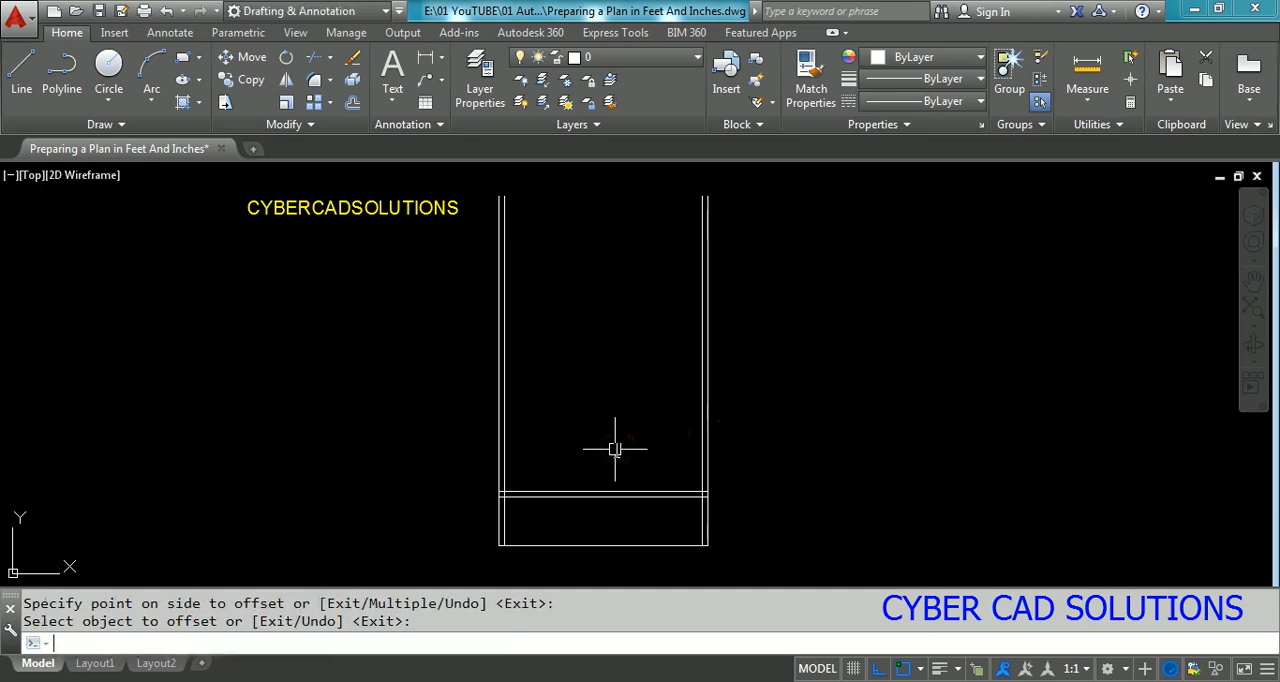 Drafting & Annotation
E:\01 YouTUBE\01 Aut...\Preparing a Plan in Feet And Inches.dwg
Type a keyword or phrase
Sign In
Home
Insert
Annotate
Parametric
View
Manage
Output
Add-ins
Autodesk 360
Express Tools
BIM 360
Featured Apps
Line
Polyline
Circle
Arc
Move
Copy
Text
Layer
Properties
0
Insert
Match
Properties
ByLayer
ByLayer
ByLayer
Group
Measure
Paste
Base
Draw
Modify
Annotation
Layers
Block
Properties
Groups
Utilities
Clipboard
View
Preparing a Plan in Feet And Inches*
[−][Top][2D Wireframe]
CYBERCADSOLUTIONS
Y
X
Specify point on side to offset or [Exit/Multiple/Undo] <Exit>:
Select object to offset or [Exit/Undo] <Exit>:
CYBER CAD SOLUTIONS
Model
Layout1
Layout2
+
MODEL
1:1